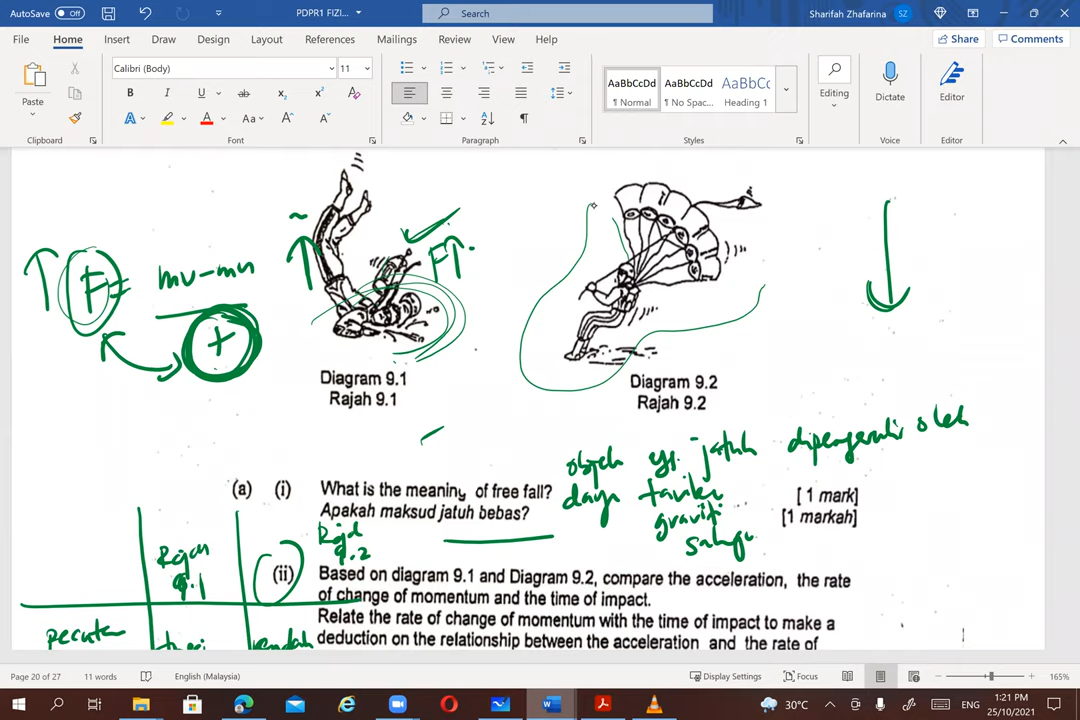 AutoSave Off PDPR1 FIZI... Search Sharifah Zhafarina SZ
File Home Insert Draw Design Layout References Mailings Review View Help Share Comments
Calibri (Body) 11
AaBbCcDd AaBbCcDd AaBbCc
¶ Normal ¶ No Spac... Heading 1
Paste Editing Dictate Editor
Clipboard Font Paragraph Styles Voice Editor
F = mv-mu
t
F↑
Diagram 9.1
Rajah 9.1
Diagram 9.2
Rajah 9.2
objek yg. jatuh dipengaruhi oleh
daya tarikan
graviti
sahaja
(a) (i) What is the meaning of free fall? [ 1 mark]
Apakah maksud jatuh bebas? [1 markah]
Rajah 9.1
Rajah 9.2
(ii) Based on diagram 9.1 and Diagram 9.2, compare the acceleration, the rate
of change of momentum and the time of impact.
Relate the rate of change of momentum with the time of impact to make a
deduction on the relationship between the acceleration and the rate of
pecutan tinggi rendah
Page 20 of 27 11 words English (Malaysia) Display Settings Focus 165%
30°C ENG 1:21 PM
25/10/2021